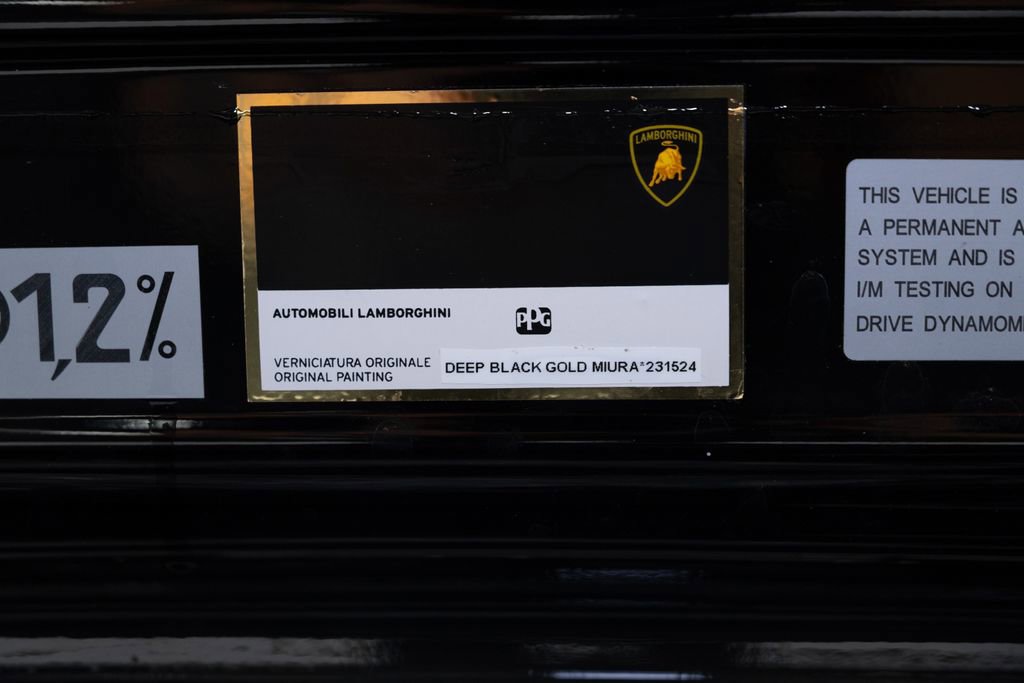 LAMBORGHINI
1,2%
AUTOMOBILI LAMBORGHINI
PPG
VERNICIATURA ORIGINALE
ORIGINAL PAINTING
DEEP BLACK GOLD MIURA*231524
THIS VEHICLE IS
A PERMANENT A
SYSTEM AND IS
I/M TESTING ON
DRIVE DYNAMOM